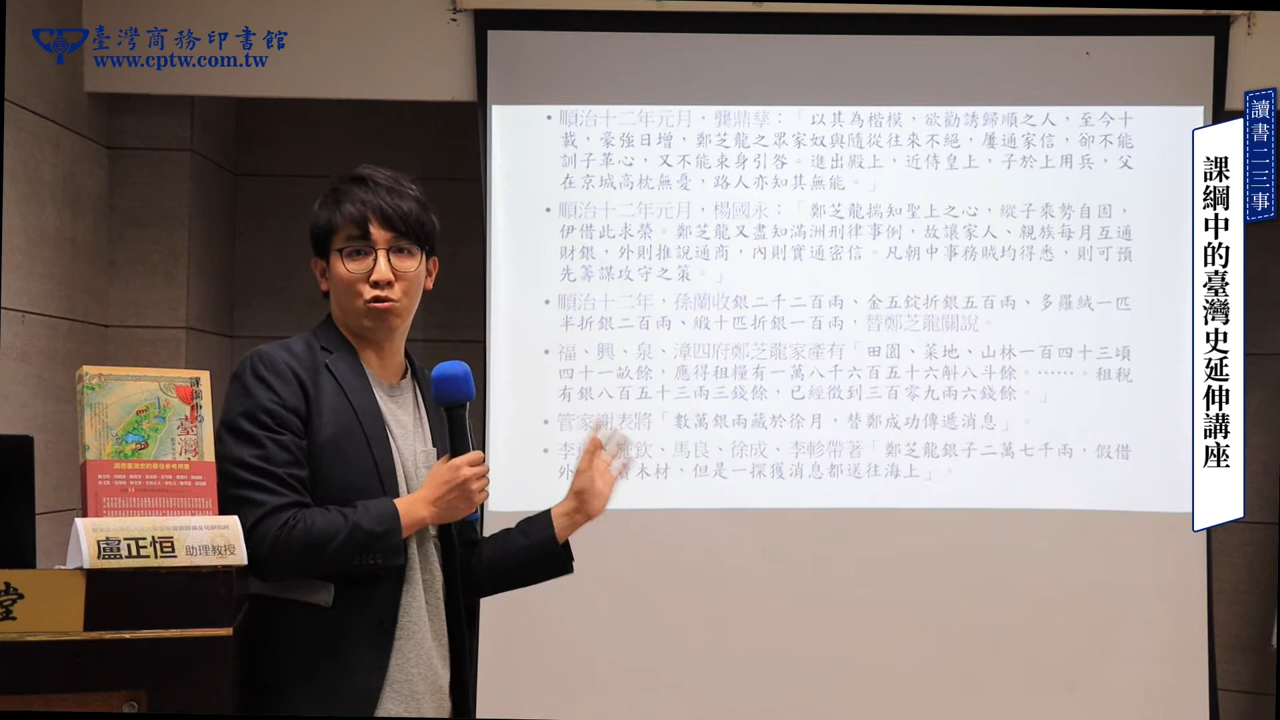 臺灣商務印書館
www.cptw.com.tw
讀書二三事
課綱中的臺灣史延伸講座
• 順治十二年元月，龔鼎孳：「以其為楷模，欲勸誘歸順之人，至今十
載，豪強日增，鄭芝龍之眾家奴與隨從往來不絕，屢通家信，卻不能
訓子革心，又不能束身引咎。進出殿上，近侍皇上，子於上用兵，父
在京城高枕無憂，路人亦知其無能。」
• 順治十二年元月，楊國永：「鄭芝龍揣知聖上之心，縱子乘勢自固，
伊借此求榮。鄭芝龍又盡知滿洲刑律事例，故讓家人、親族每月互通
財銀，外則推說通商，內則實通密信。凡朝中事務賊均得悉，則可預
先籌謀攻守之策。」
• 順治十二年，孫蘭收銀二千二百兩、金五錠折銀五百兩、多羅絨一匹
半折銀二百兩、緞十匹折銀一百兩，替鄭芝龍關說。
• 福、興、泉、漳四府鄭芝龍家產有「田園、菜地、山林一百四十三頃
四十一畝餘，應得租糧有一萬八千六百五十六斛八斗餘。……。租稅
有銀八百五十三兩三錢餘，已經徵到三百零九兩六錢餘。」
• 管家謝表將「數萬銀兩藏於徐月，替鄭成功傳遞消息」
• 李 施欽、馬良、徐成、李軫帶著「鄭芝龍銀子二萬七千兩，假借
外 賣木材，但是一探獲消息都送往海上」。
課綱中的
臺灣
盧正恒 助理教授
堂